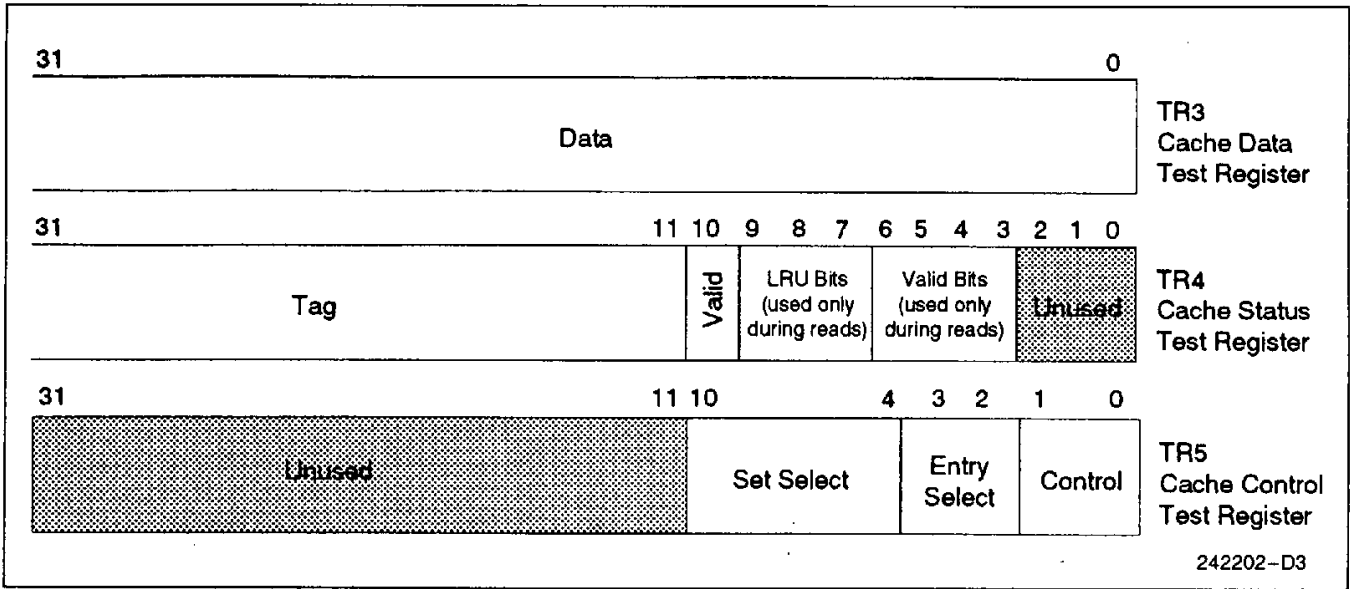 31 0
Data
TR3
Cache Data
Test Register
31 11 10 9 8 7 6 5 4 3 2 1 0
Tag
Valid
LRU Bits
(used only
during reads)
Valid Bits
(used only
during reads)
Unused
TR4
Cache Status
Test Register
31 11 10 4 3 2 1 0
Unused
Set Select
Entry
Select
Control
TR5
Cache Control
Test Register
242202–D3